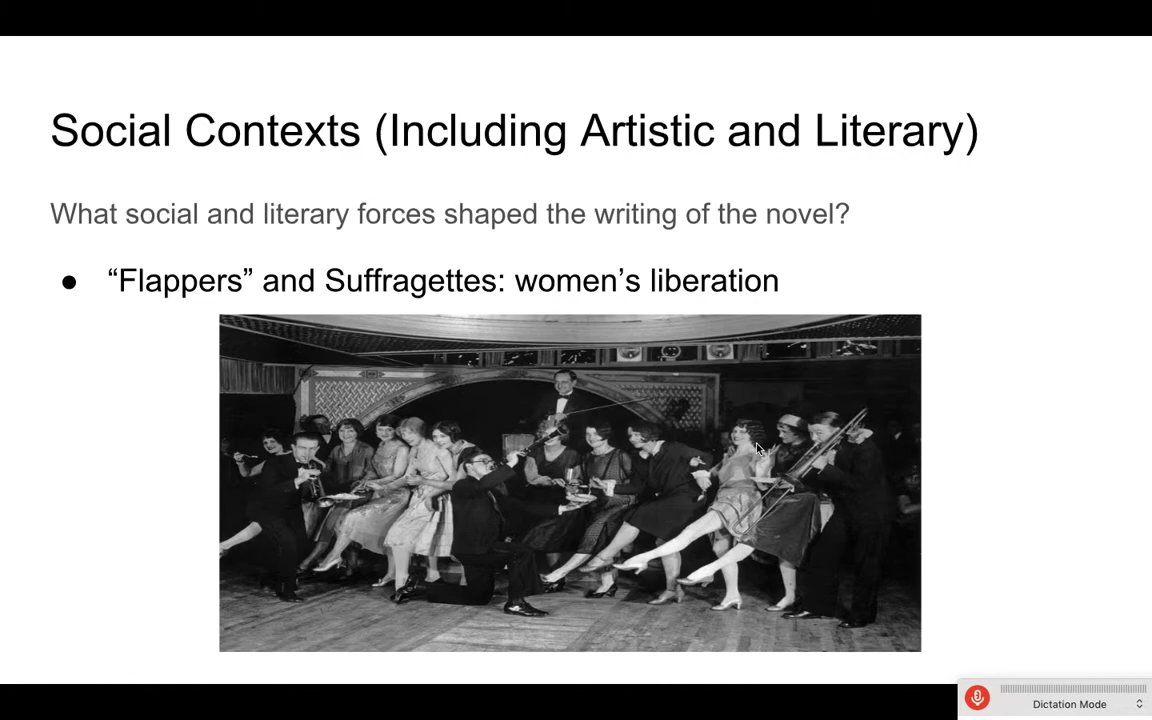 Social Contexts (Including Artistic and Literary)
What social and literary forces shaped the writing of the novel?
● “Flappers” and Suffragettes: women’s liberation
Dictation Mode